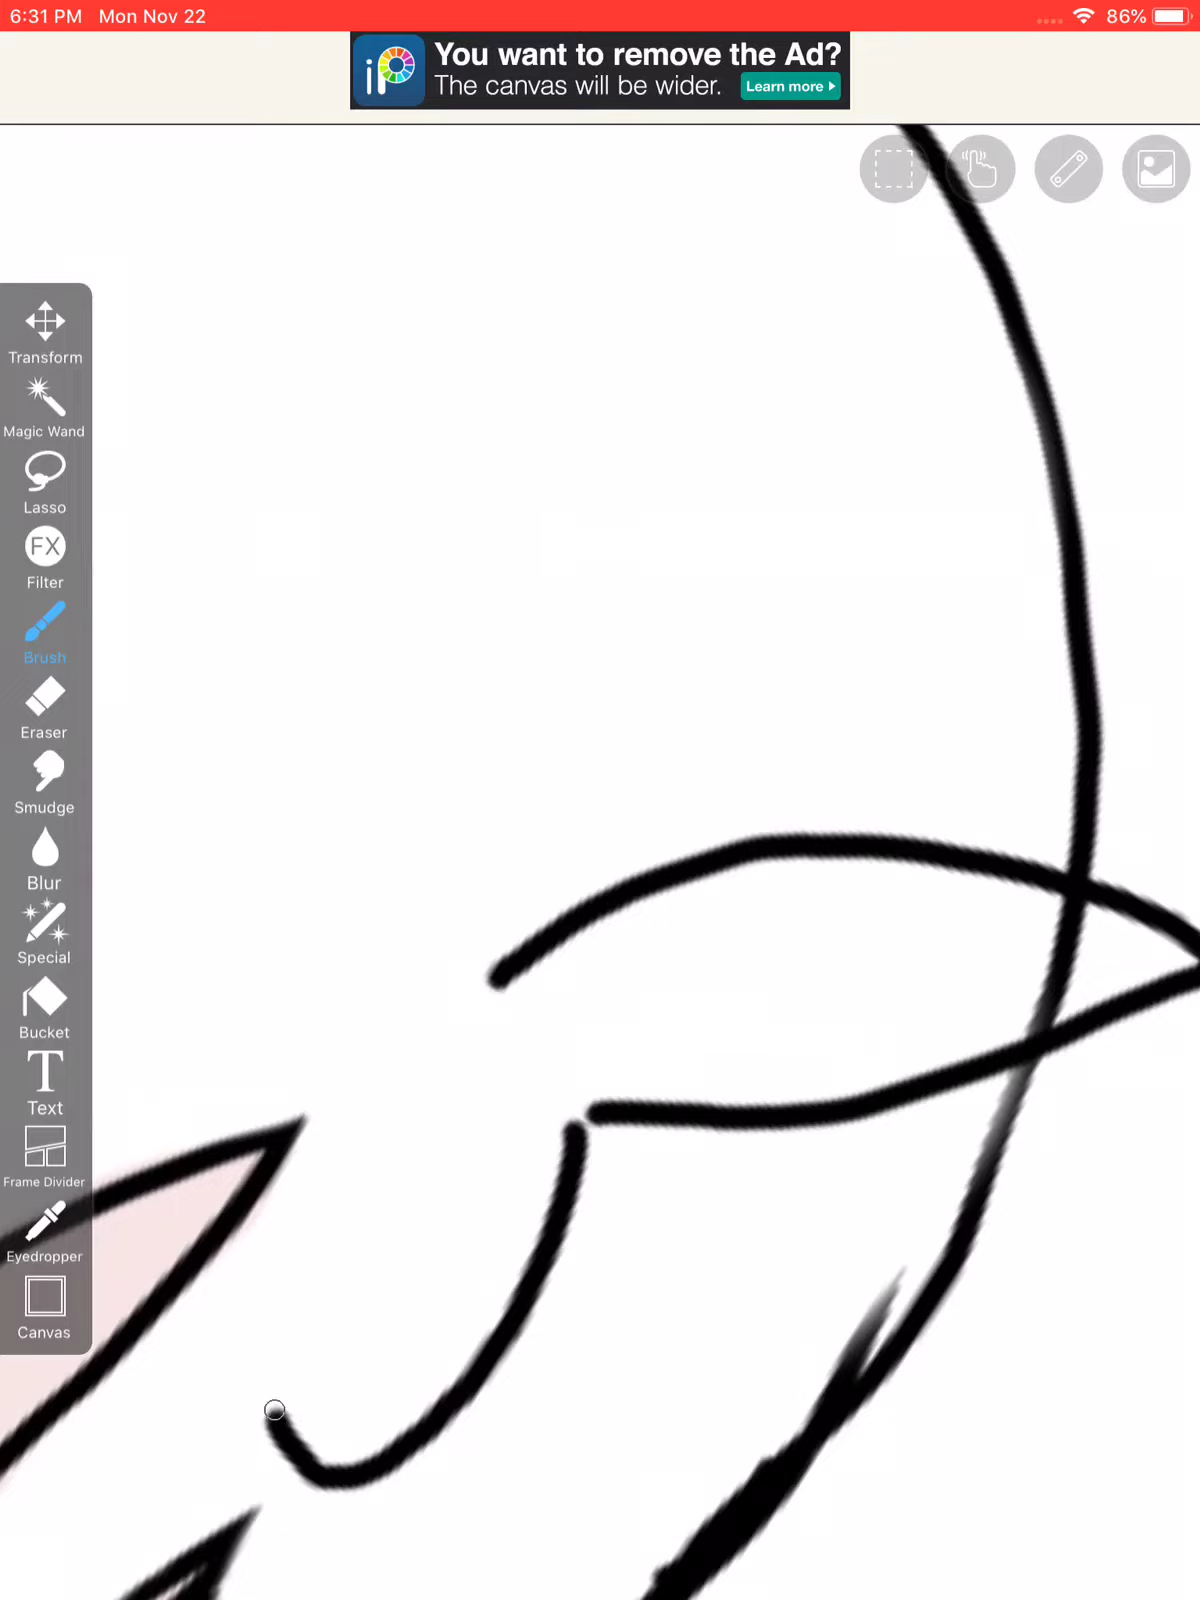 6:31 PM Mon Nov 22
86%
iP
You want to remove the Ad?
The canvas will be wider.
Learn more
Transform
Magic Wand
Lasso
FX
Filter
Brush
Eraser
Smudge
Blur
Special
Bucket
T
Text
Frame Divider
Eyedropper
Canvas